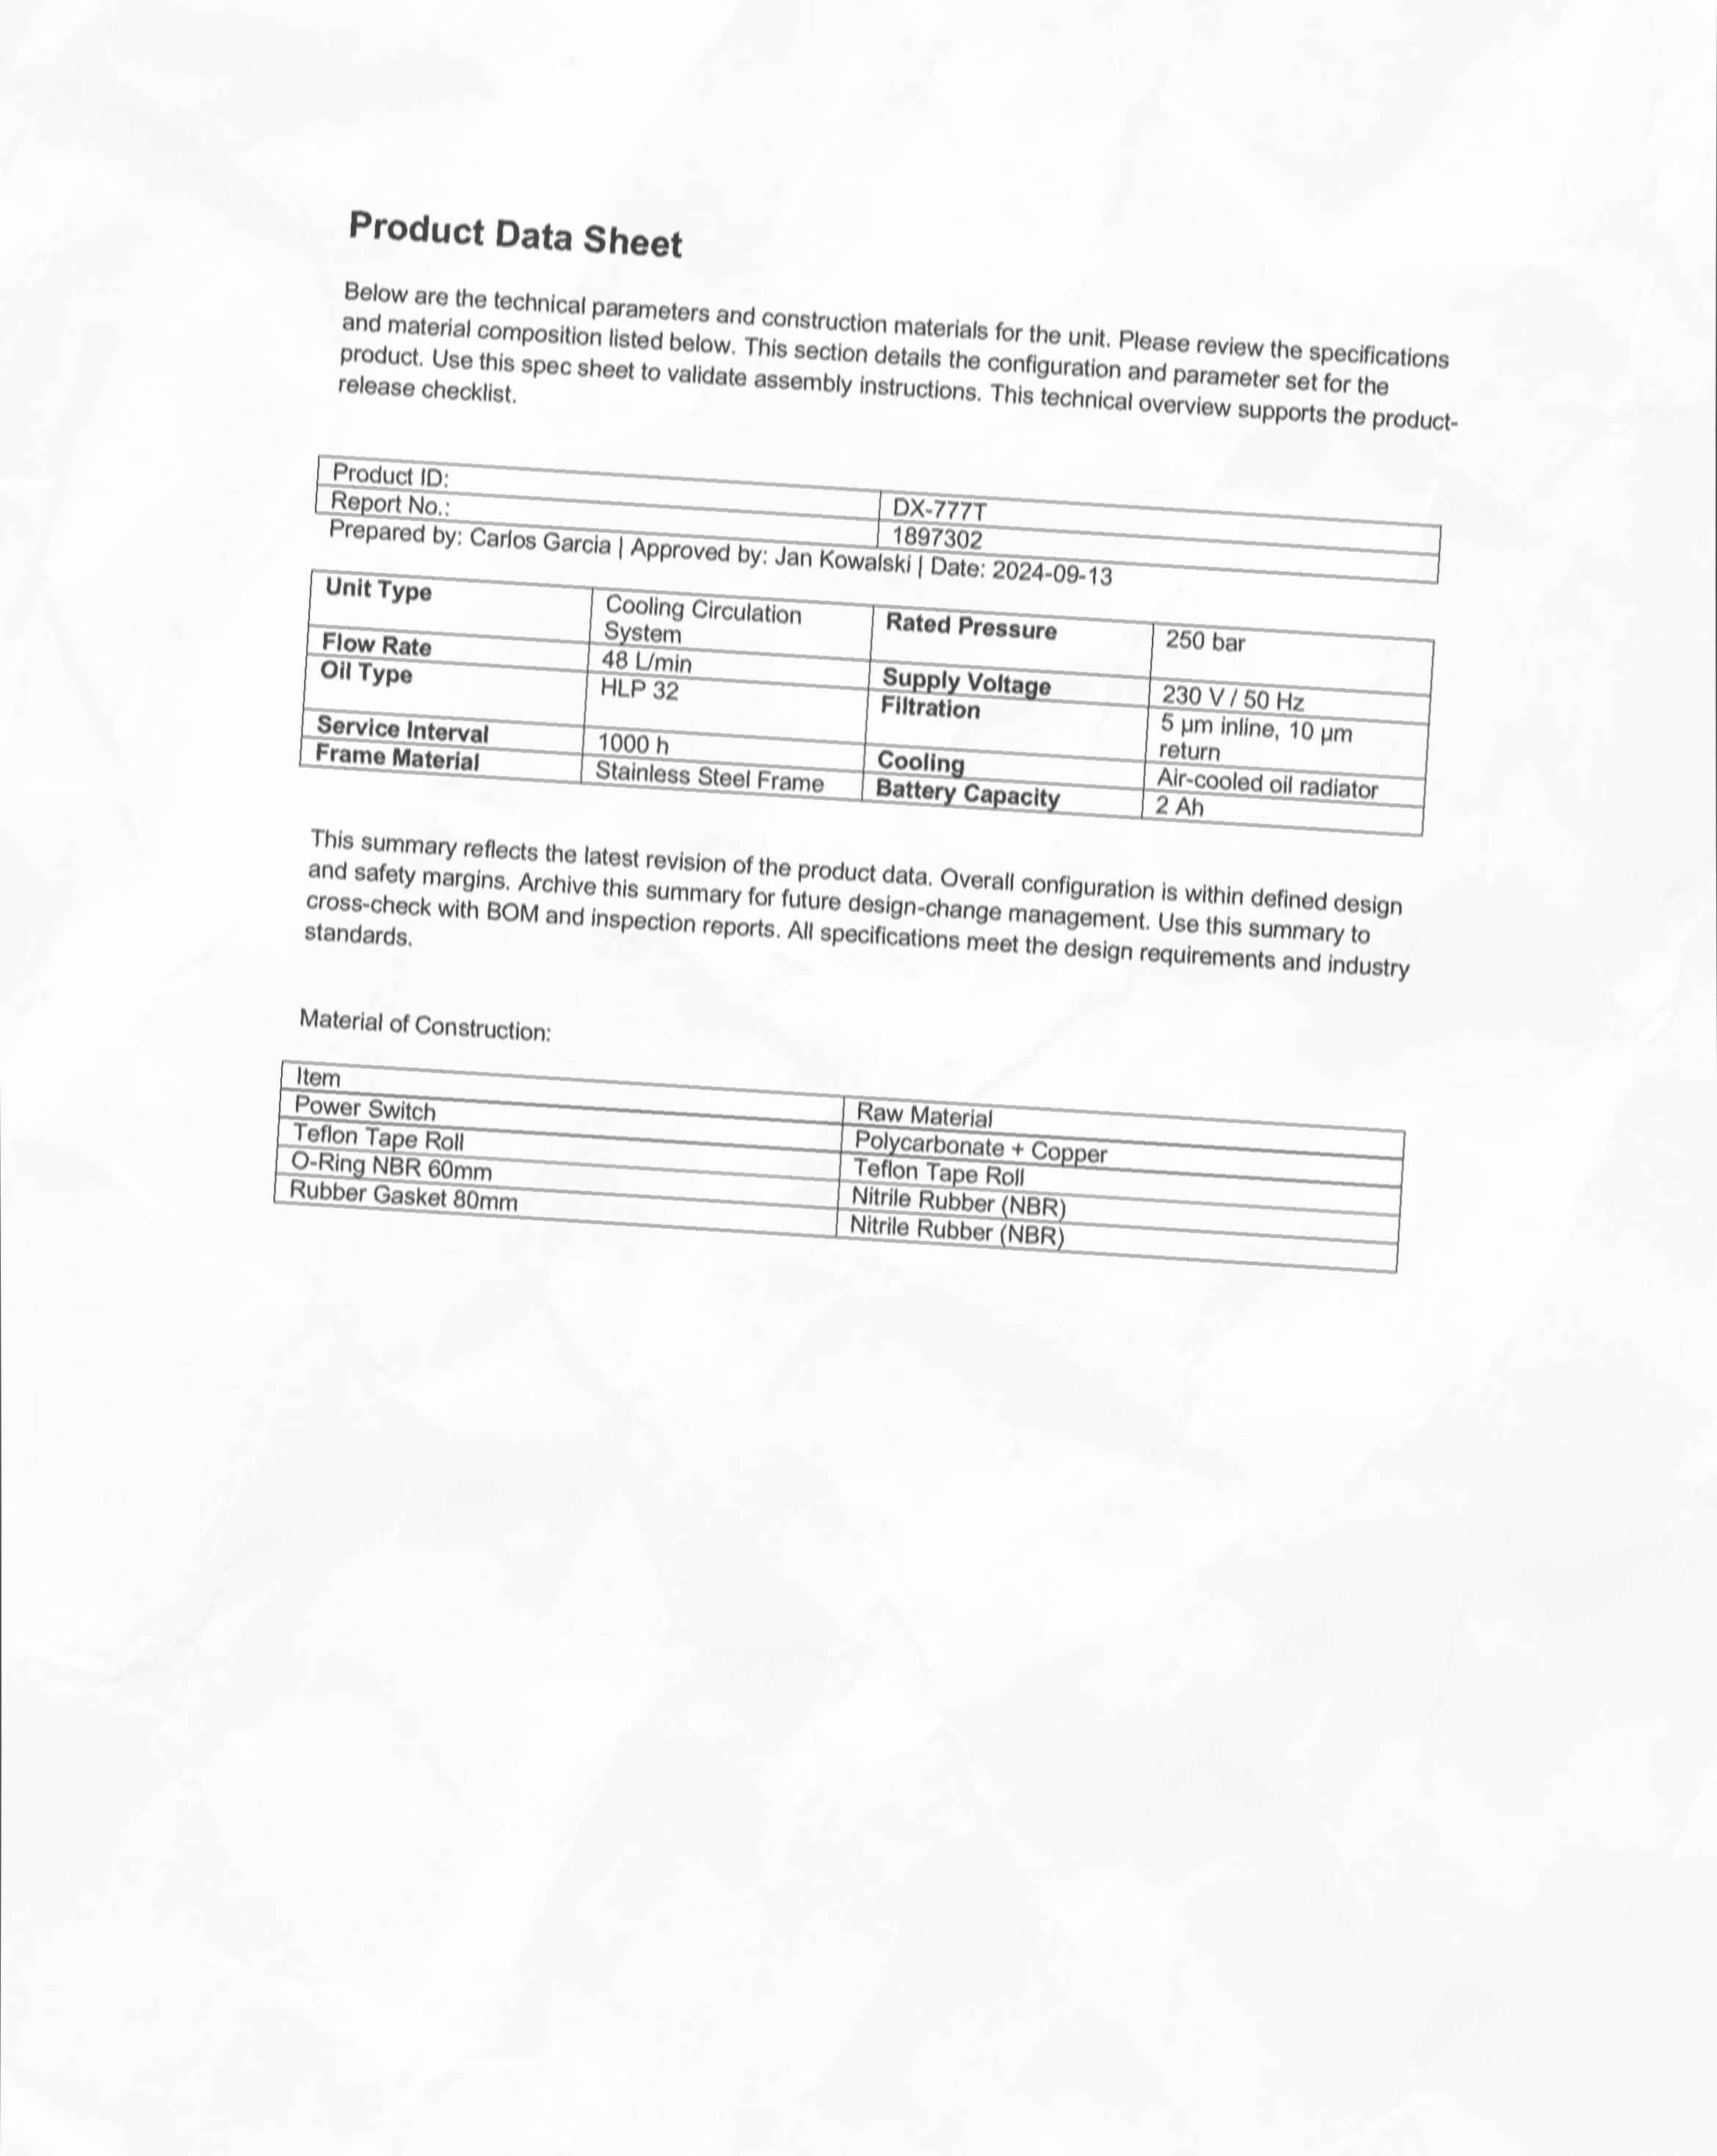 Product Data Sheet
Below are the technical parameters and construction materials for the unit. Please review the specifications
and material composition listed below. This section details the configuration and parameter set for the
product. Use this spec sheet to validate assembly instructions. This technical overview supports the product-
release checklist.
Product ID: DX-777T
Report No.: 1897302
Prepared by: Carlos Garcia | Approved by: Jan Kowalski | Date: 2024-09-13
Unit Type Cooling Circulation System Rated Pressure 250 bar
Flow Rate 48 L/min Supply Voltage 230 V / 50 Hz
Oil Type HLP 32 Filtration 5 µm inline, 10 µm return
Service Interval 1000 h Cooling Air-cooled oil radiator
Frame Material Stainless Steel Frame Battery Capacity 2 Ah
This summary reflects the latest revision of the product data. Overall configuration is within defined design
and safety margins. Archive this summary for future design-change management. Use this summary to
cross-check with BOM and inspection reports. All specifications meet the design requirements and industry
standards.
Material of Construction:
Item Raw Material
Power Switch Polycarbonate + Copper
Teflon Tape Roll Teflon Tape Roll
O-Ring NBR 60mm Nitrile Rubber (NBR)
Rubber Gasket 80mm Nitrile Rubber (NBR)